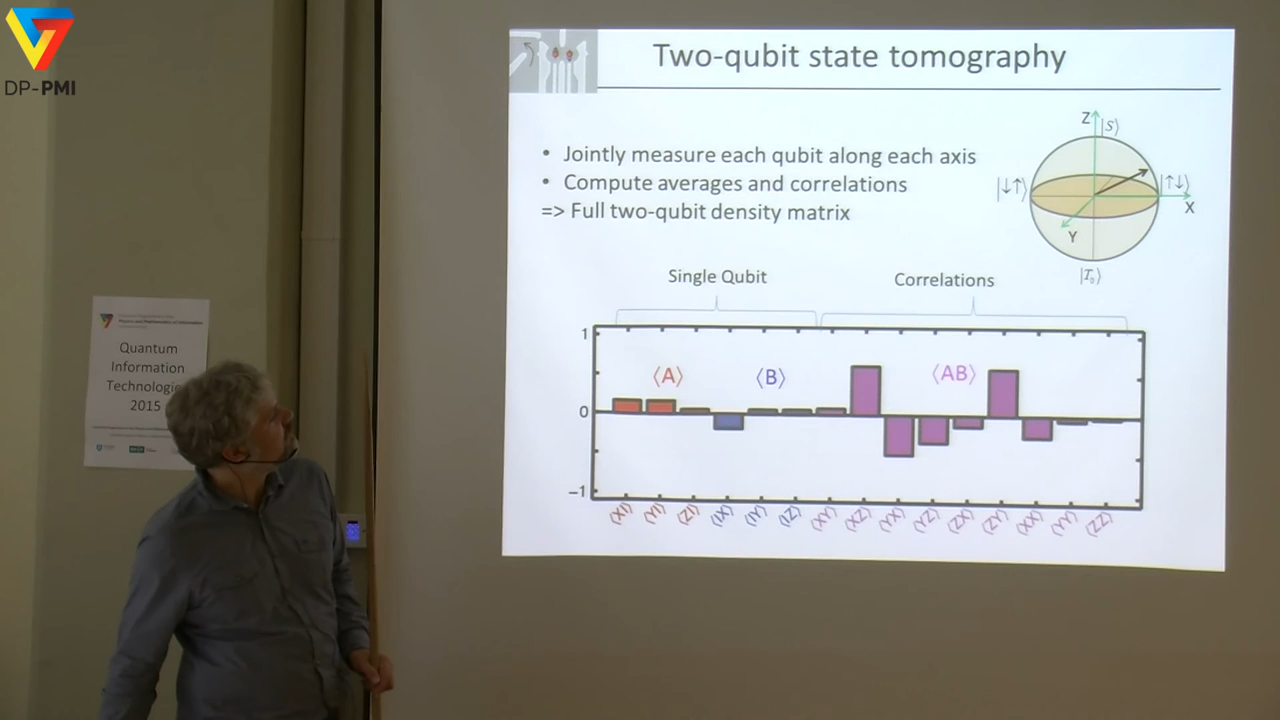 DP-PMI
Two-qubit state tomography
• Jointly measure each qubit along each axis
• Compute averages and correlations
=> Full two-qubit density matrix
Z
|S⟩
|↓↑⟩
|↑↓⟩
X
Y
|T₀⟩
Single Qubit
Correlations
1
⟨A⟩
⟨B⟩
⟨AB⟩
0
−1
⟨XI⟩ ⟨YI⟩ ⟨ZI⟩ ⟨IX⟩ ⟨IY⟩ ⟨IZ⟩ ⟨XY⟩ ⟨XZ⟩ ⟨YX⟩ ⟨YZ⟩ ⟨ZX⟩ ⟨ZY⟩ ⟨XX⟩ ⟨YY⟩ ⟨ZZ⟩
Quantum
Information
Technologie
2015